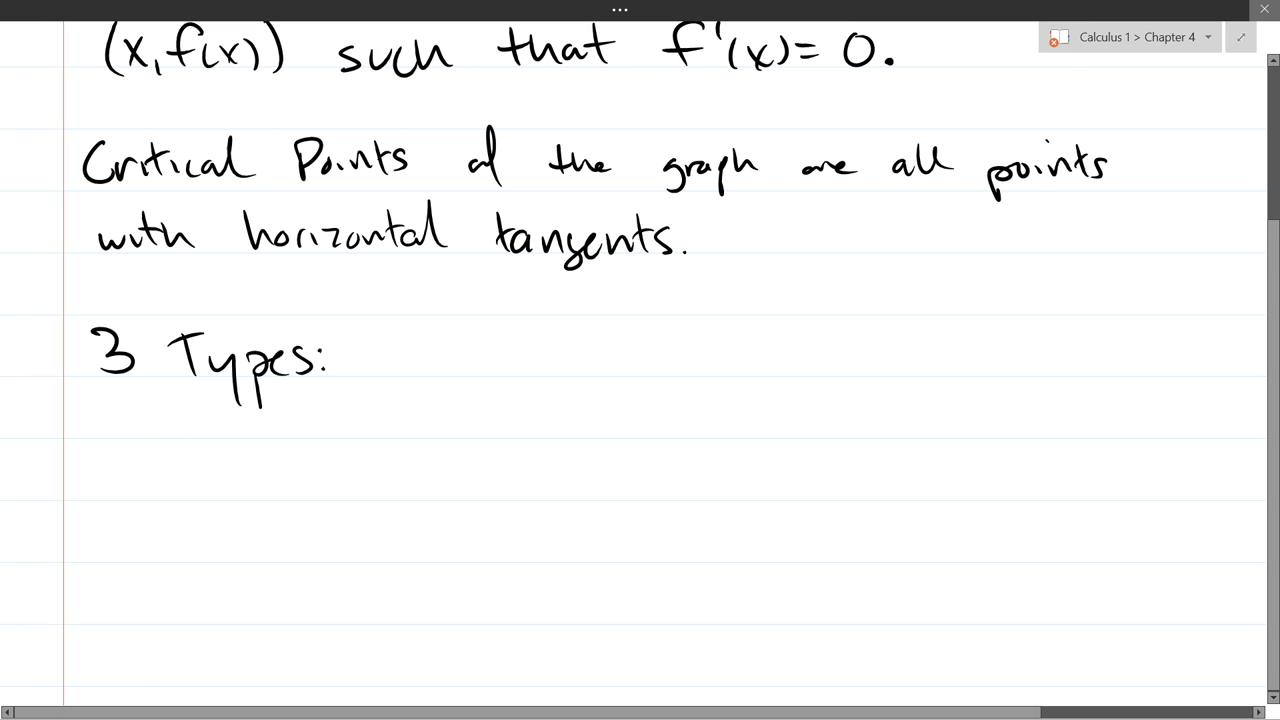 Calculus 1 > Chapter 4
(x, f(x)) such that f'(x) = 0.
Critical Points of the graph are all points
with horizontal tangents.
3 Types: